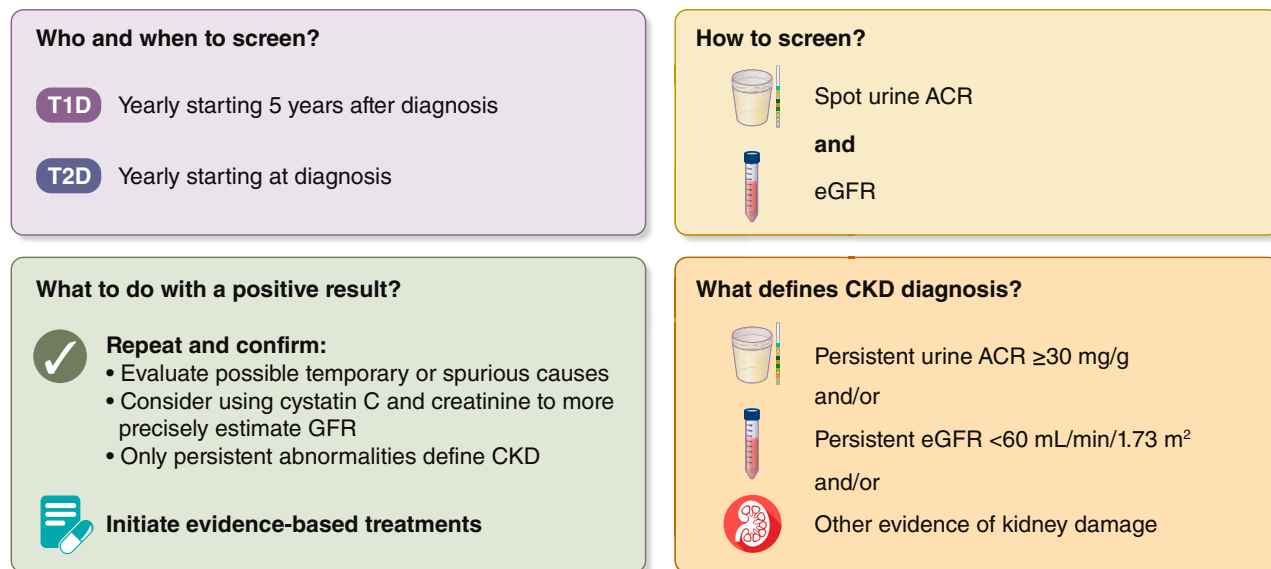 Who and when to screen?
T1D Yearly starting 5 years after diagnosis
T2D Yearly starting at diagnosis
How to screen?
Spot urine ACR
and
eGFR
What to do with a positive result?
Repeat and confirm:
• Evaluate possible temporary or spurious causes
• Consider using cystatin C and creatinine to more
precisely estimate GFR
• Only persistent abnormalities define CKD
Initiate evidence-based treatments
What defines CKD diagnosis?
Persistent urine ACR ≥30 mg/g
and/or
Persistent eGFR <60 mL/min/1.73 m²
and/or
Other evidence of kidney damage